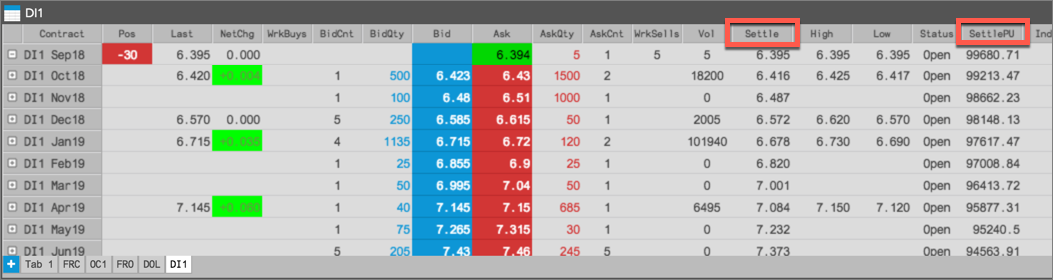 DI1
Contract Pos Last NetChg WrkBuys BidCnt BidQty Bid Ask AskQty AskCnt WrkSells Vol Settle High Low Status SettlePU Ind
DI1 Sep18 -30 6.395 0.000 6.394 5 1 5 5 6.395 6.395 6.395 Open 99680.71
DI1 Oct18 6.420 +0.004 1 500 6.423 6.43 1500 2 18200 6.416 6.425 6.417 Open 99213.47
DI1 Nov18 1 100 6.48 6.51 1000 1 0 6.487 Open 98662.23
DI1 Dec18 6.570 0.000 5 250 6.585 6.615 50 1 2005 6.572 6.620 6.570 Open 98148.13
DI1 Jan19 6.715 +0.035 4 1135 6.715 6.72 120 2 101940 6.678 6.730 6.690 Open 97617.47
DI1 Feb19 1 25 6.855 6.9 25 1 0 6.820 Open 97008.84
DI1 Mar19 1 50 6.995 7.04 50 1 0 7.001 Open 96413.72
DI1 Apr19 7.145 +0.060 1 40 7.145 7.15 685 1 6495 7.084 7.150 7.120 Open 95877.31
DI1 May19 1 75 7.265 7.315 30 1 0 7.232 Open 95240.5
DI1 Jun19 5 205 7.43 7.46 245 5 0 7.373 Open 94563.91
Tab 1 FRC OC1 FRO DOL DI1